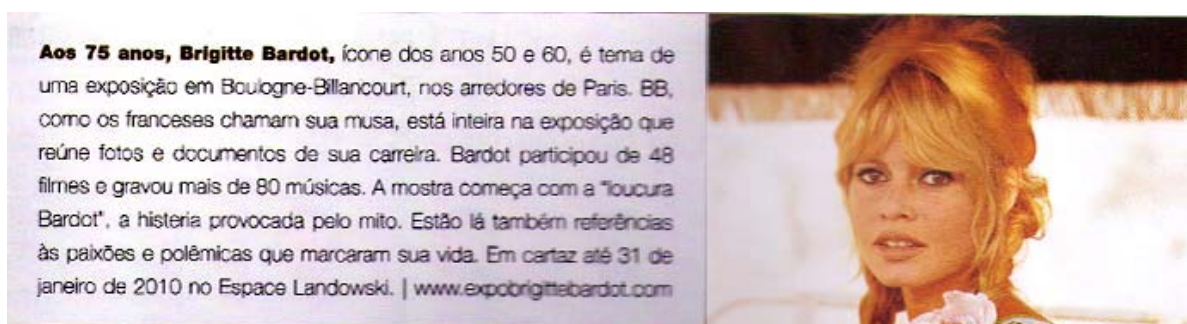 Aos 75 anos, Brigitte Bardot, ícone dos anos 50 e 60, é tema de
uma exposição em Boulogne-Billancourt, nos arredores de Paris. BB,
como os franceses chamam sua musa, está inteira na exposição que
reúne fotos e documentos de sua carreira. Bardot participou de 48
filmes e gravou mais de 80 músicas. A mostra começa com a "loucura
Bardot", a histeria provocada pelo mito. Estão lá também referências
às paixões e polêmicas que marcaram sua vida. Em cartaz até 31 de
janeiro de 2010 no Espace Landowski. | www.expobrigittebardot.com